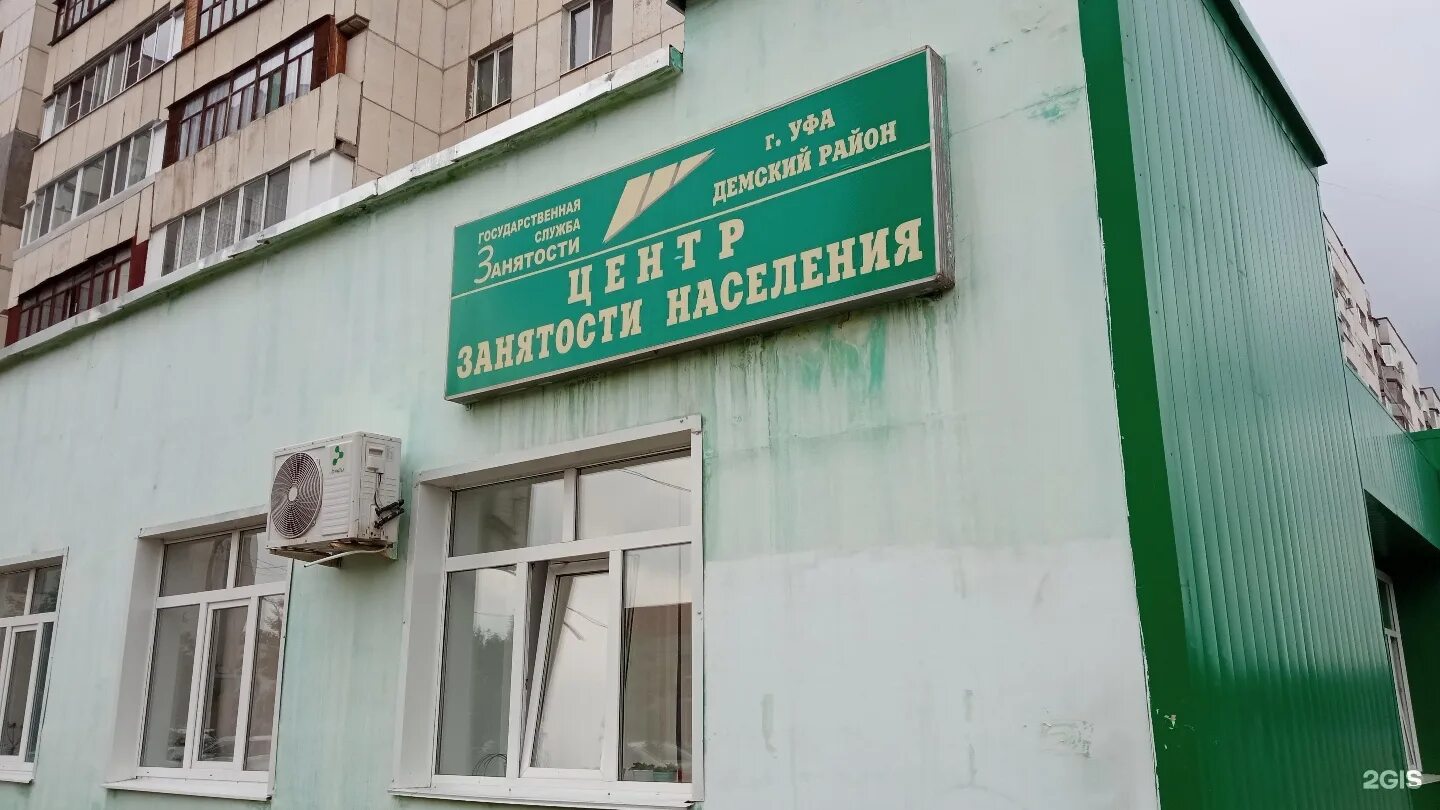 ГОСУДАРСТВЕННАЯ
СЛУЖБА
ЗАНЯТОСТИ
г. УФА
ДЕМСКИЙ РАЙОН
ЦЕНТР
ЗАНЯТОСТИ НАСЕЛЕНИЯ
2GIS